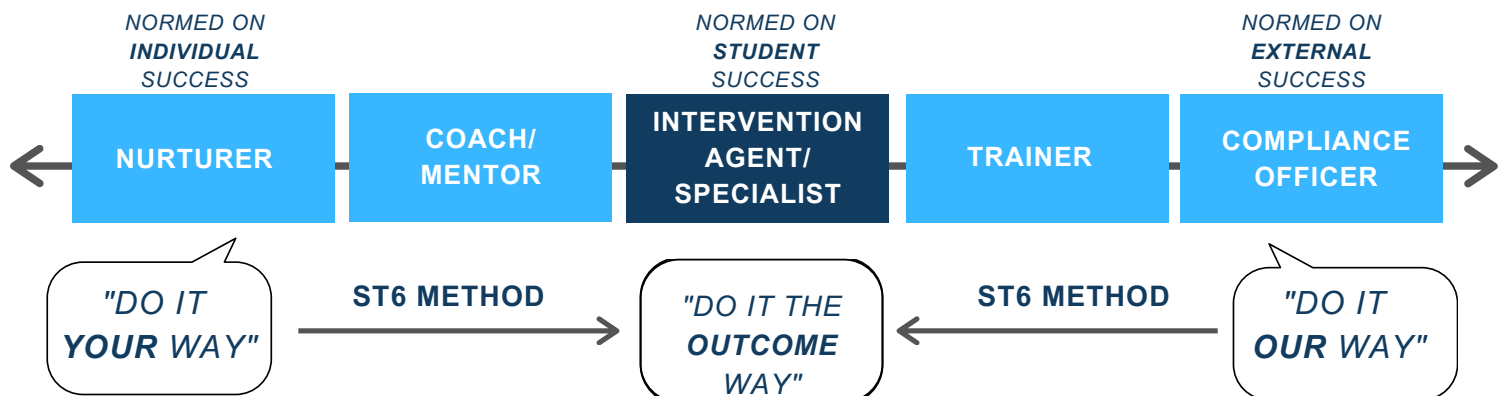 NORMED ON
INDIVIDUAL
SUCCESS
NORMED ON
STUDENT
SUCCESS
NORMED ON
EXTERNAL
SUCCESS
NURTURER
COACH/
MENTOR
INTERVENTION
AGENT/
SPECIALIST
TRAINER
COMPLIANCE
OFFICER
"DO IT
YOUR WAY"
ST6 METHOD
"DO IT THE
OUTCOME
WAY"
ST6 METHOD
"DO IT
OUR WAY"